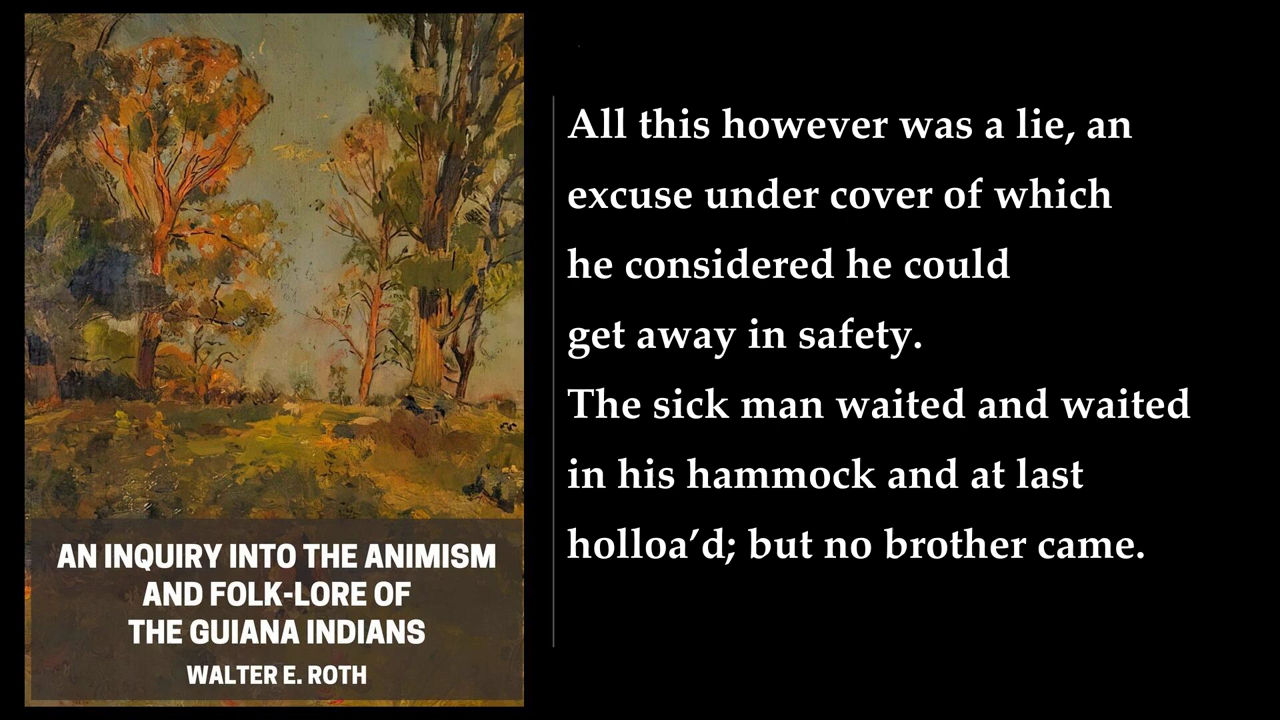 AN INQUIRY INTO THE ANIMISM
AND FOLK-LORE OF
THE GUIANA INDIANS
WALTER E. ROTH
All this however was a lie, an
excuse under cover of which
he considered he could
get away in safety.
The sick man waited and waited
in his hammock and at last
holloa’d; but no brother came.